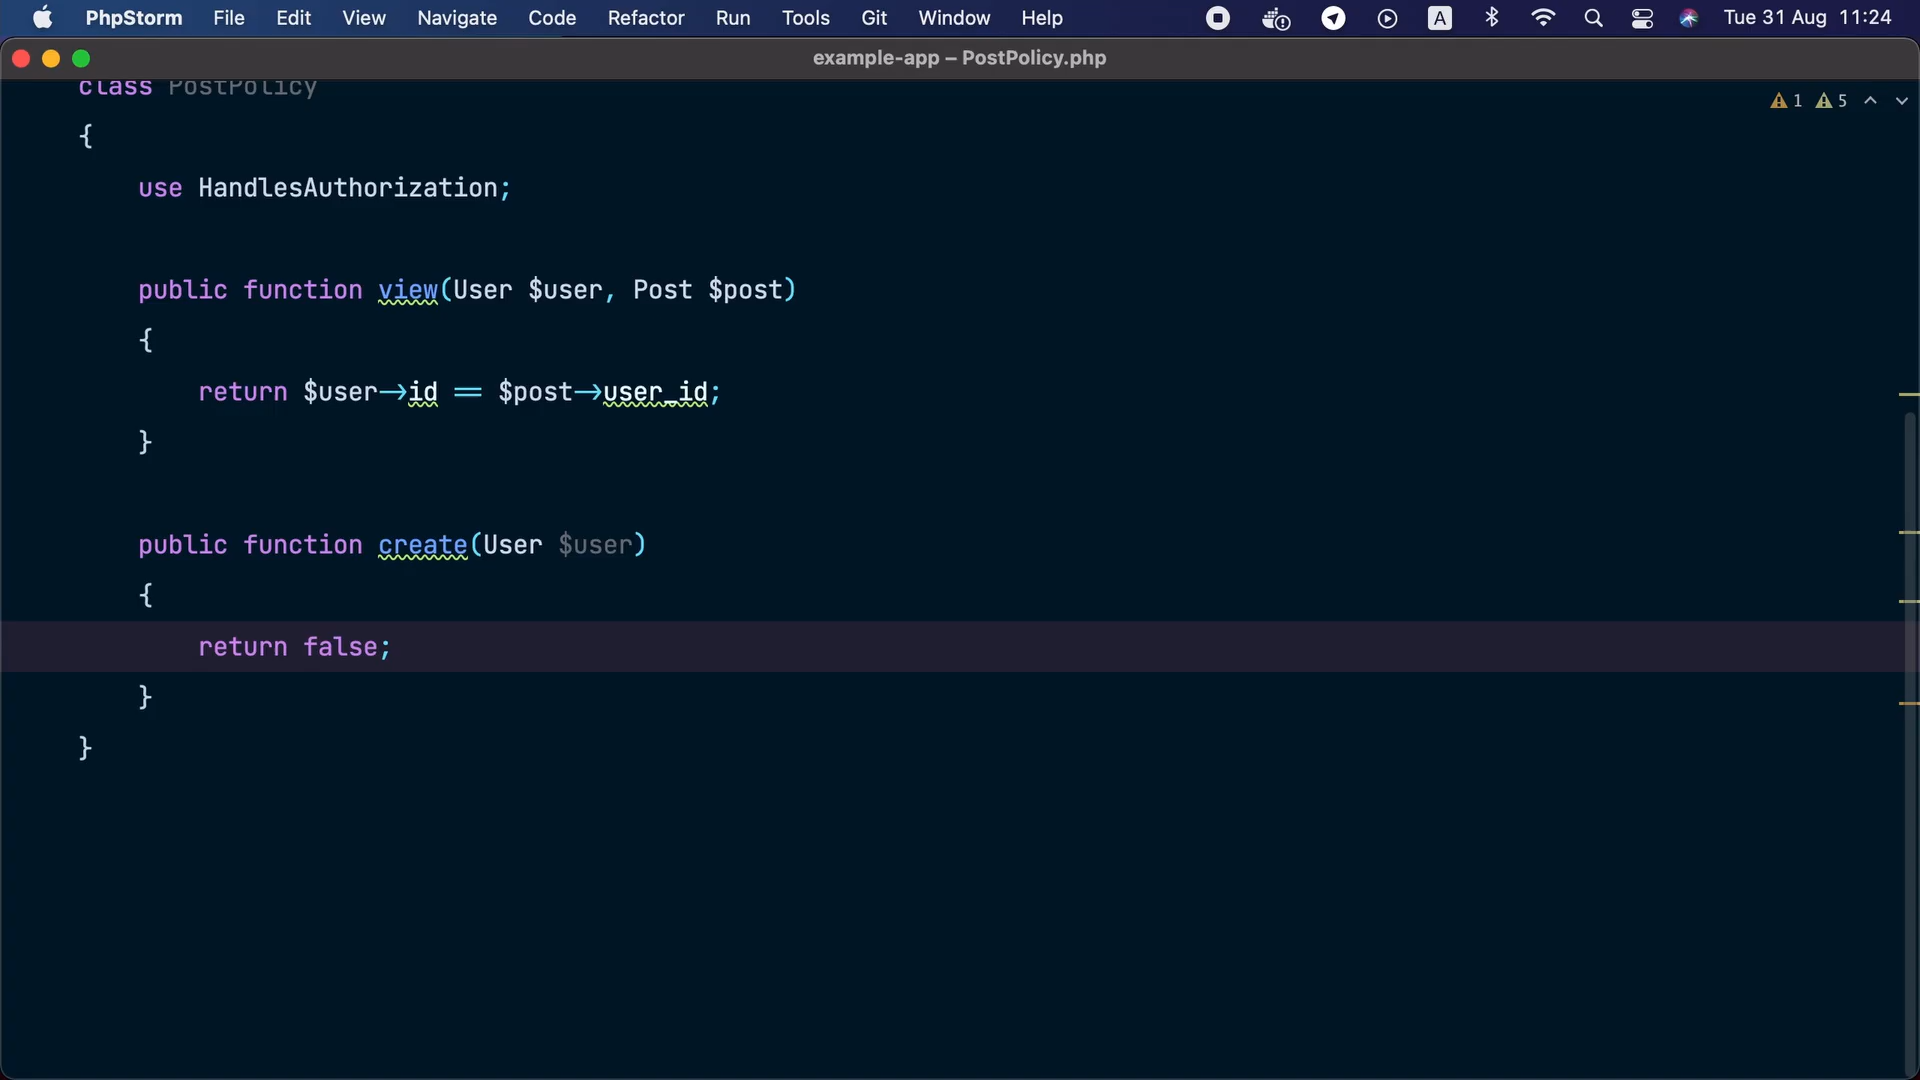 PhpStorm File Edit View Navigate Code Refactor Run Tools Git Window Help A Tue 31 Aug 11:24
example-app – PostPolicy.php
class PostPolicy
1 5
{
use HandlesAuthorization;
public function view(User $user, Post $post)
{
return $user->id == $post->user_id;
}
public function create(User $user)
{
return false;
}
}